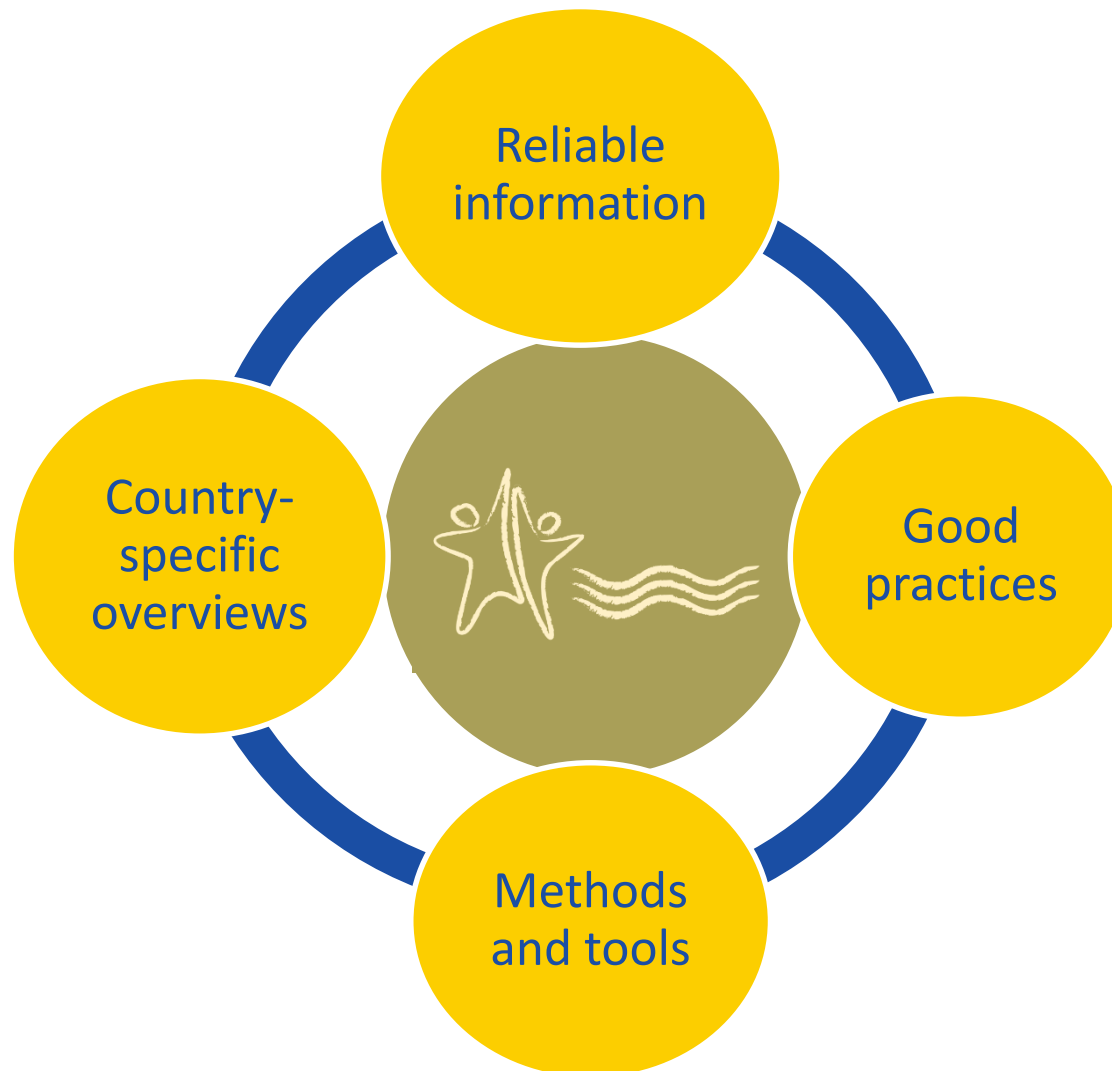 Reliable
information
Country-
specific
overviews
Good
practices
Methods
and tools